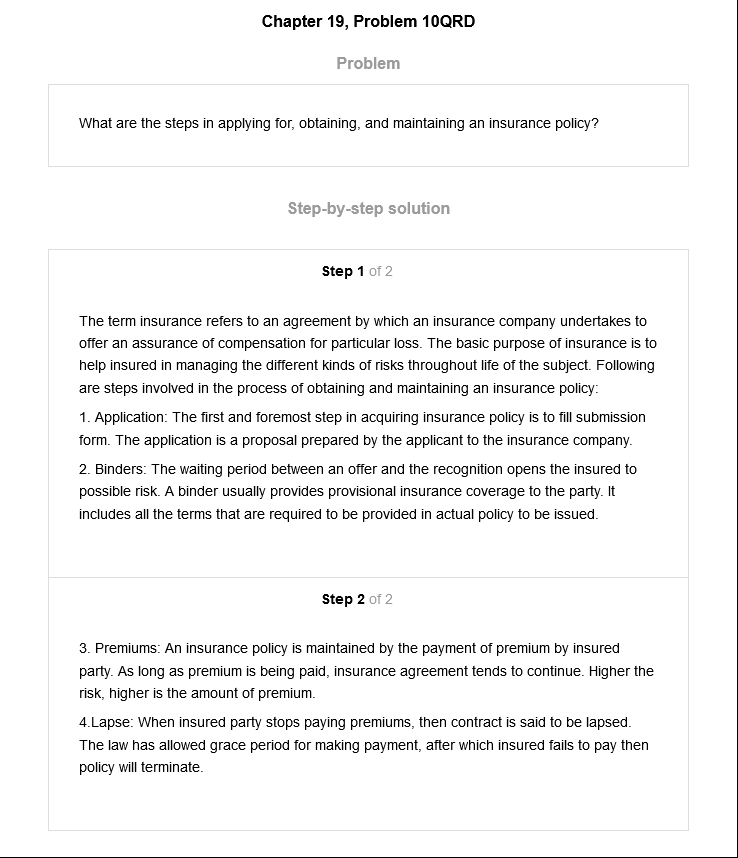 Chapter 19, Problem 10QRD
Problem
What are the steps in applying for, obtaining, and maintaining an insurance policy?
Step-by-step solution
Step 1 of 2
The term insurance refers to an agreement by which an insurance company undertakes to
offer an assurance of compensation for particular loss. The basic purpose of insurance is to
help insured in managing the different kinds of risks throughout life of the subject. Following
are steps involved in the process of obtaining and maintaining an insurance policy:
1. Application: The first and foremost step in acquiring insurance policy is to fill submission
form. The application is a proposal prepared by the applicant to the insurance company.
2. Binders: The waiting period between an offer and the recognition opens the insured to
possible risk. A binder usually provides provisional insurance coverage to the party. It
includes all the terms that are required to be provided in actual policy to be issued.
Step 2 of 2
3. Premiums: An insurance policy is maintained by the payment of premium by insured
party. As long as premium is being paid, insurance agreement tends to continue. Higher the
risk, higher is the amount of premium.
4.Lapse: When insured party stops paying premiums, then contract is said to be lapsed.
The law has allowed grace period for making payment, after which insured fails to pay then
policy will terminate.